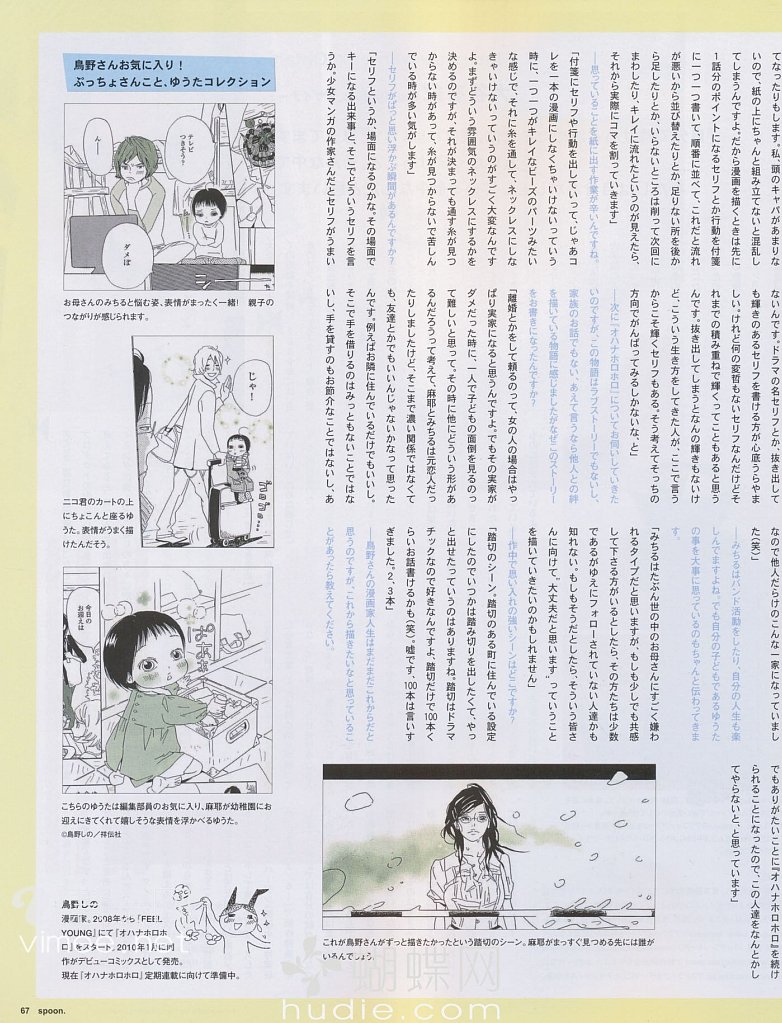 てなったりもします。私、頭のキャパがあまりな
いので、紙の上にちゃんと組み立てないと混乱し
てしまうんですよ。だから漫画を描くときは先に
1話分のポイントになるセリフとか行動を付箋
に一つ一つ書いて、順番に並べて、これだと流れ
が悪いから並び替えたりとか、足りない所を後か
ら足したりとか、いらないところは削って次回に
まわしたり、キレイに流れたというのが見えたら、
それから実際にコマを割っていきます」
―思っていることを紙に出す作業が辛いんですね。
「付箋にセリフや行動を出していって、じゃあコ
レを一本の漫画にしなくちゃいけないっていう
時に、一つ一つがキレイなビーズのパーツみたい
な感じで、それに糸を通して、ネックレスにしな
きゃいけないっていうのがすごく大変なんです
よ。まずどういう雰囲気のネックレスにするかを
決めるのですが、それが決まっても通す糸が見つ
からない時があって、糸が見つからないで苦しん
でいる時が多い気がします」
―セリフがぱっと思い浮かぶ瞬間があるんですか?
「セリフというか、場面になるのかな。その場面で
キーになる出来事と、そこでどういうセリフを言
うか。少女マンガの作家さんだとセリフがうまい
ないんんです。ドラマの名セリフとか、抜き出して
も輝きのあるセリフを書ける方が心底うらやま
しい。けれど何の変哲もないセリフなんだけどそ
れまでの積み重ねで輝くってこともあると思う
んです。抜き出してしまうとなんの輝きもないけ
ど、こういう生き方をしてきた人が、ここで言う
からこそ輝くセリフもある。そう考えてそっちの
方向でがんばってみるしかないな、と」
―次に『オハナホロホロ』についてお伺いしていきた
いのですが、この物語はラブストーリーでもないし、
家族のお話でもない、あえて言うなら他人との絆
を描いている物語に感じましたがなぜこのストーリー
をお書きになったんですか?
「離婚とかをして頼るのって、女の人の場合はやっ
ぱり実家になると思うんですよ。でもその実家が
ダメだった時に、一人で子どもの面倒を見るのっ
て難しいと思って。その時に他にどういう形があ
るんだろうって考えて、麻耶とみちるは元恋人だっ
たりしましたけど、そこまで濃い関係ではなくて
も、友達とかでもいいんじゃないかなって思った
んです。例えばお隣に住んでいるだけでもいいし。
そこで手を借りるのはみっともないことではな
いし、手を貸すのもお節介なことではないし、あ
なので他人だらけのこんな一家になっていまし
た(笑)」
―みちるはバンド活動をしたり、自分の人生も楽
しんでますよね。でも自分の子どもであるゆうた
の事を大事に思っているのもちゃんと伝わってきま
す。
「みちるはたぶん世の中のお母さんにすごく嫌わ
れるタイプだと思いますが、もしも少しでも共感
して下さる方がいるとしたら、その方たちは少数
であるがゆえにフォローされていない人達かも
知れない。もしもそうだとしたら、そういう皆さ
んに向けて、“大丈夫だと思います”っていうこと
を描いていきたいのかもしれません」
―作中で思い入れの強いシーンはどこですか?
「踏切のシーン。踏切のある町に住んでいる設定
にしたのでいつかは踏み切りを出したくて、やっ
と出せたっていうのはありますね。踏切はドラマ
チックなので好きなんですよ、踏切だけで100本く
らいお話書けるかも(笑)。嘘です、100本は言いす
ぎました。2、3本」
―鳥野さんの漫画家人生はまだまだこれからだと
思うのですが、これから描きたいなと思っているこ
とがあったら教えてください。
でもありがたいことに『オハナホロホロ』を続け
られることになったので、この人達をなんとかし
てやらないと、と思っています」
鳥野さんお気に入り!
ぷっちょさんこと、ゆうたコレクション
テレビつきそう?
ん〜
ダメぽ
お母さんのみちると悩む姿、表情がまったく一緒! 親子の
つながりが感じられます。
じゃ!
ニコ君のカートの上
にちょこんと座るゆ
うた。表情がうまく描
けたんだそう。
今日のお迎えは
ぱあぁ
こちらのゆうたは編集部員のお気に入り、麻耶が幼稚園にお
迎えにきてくれて嬉しそうな表情を浮かべるゆうた。
©鳥野しの/祥伝社
これが鳥野さんがずっと描きたかったという踏切のシーン。麻耶がまっすぐ見つめる先には誰が
いるんでしょう。
鳥野しの
漫画家。2008年から「FEEL
YOUNG」にて『オハナホロホ
ロ』をスタート。2010年1月に同
作がデビューコミックスとして発売。
現在『オハナホロホロ』定期連載に向けて準備中。
67 spoon.
蝴蝶网
hudie.com